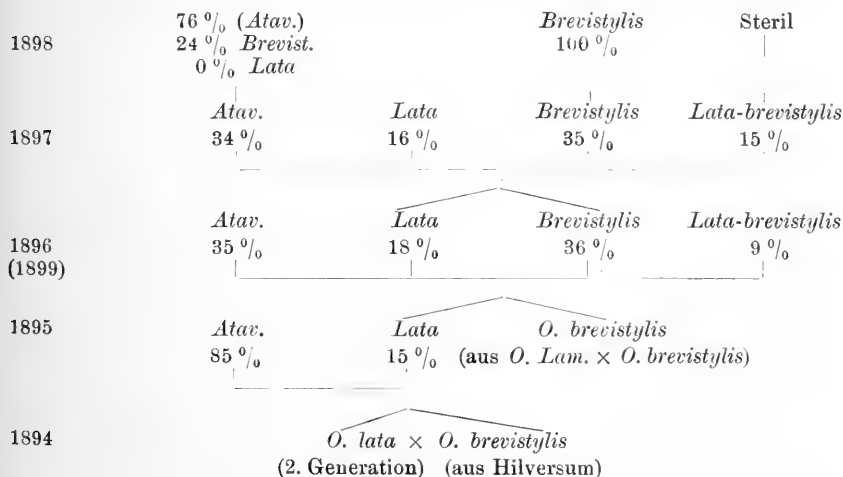 76 % (Atav.) Brevistylis Steril
1898 24 % Brevist. 100 %
0 % Lata
Atav. Lata Brevistylis Lata-brevistylis
1897 34 % 16 % 35 % 15 %
Atav. Lata Brevistylis Lata-brevistylis
1896 35 % 18 % 36 % 9 %
(1899)
1895 Atav. Lata O. brevistylis
85 % 15 % (aus O. Lam. × O. brevistylis)
1894 O. lata × O. brevistylis
(2. Generation) (aus Hilversum)